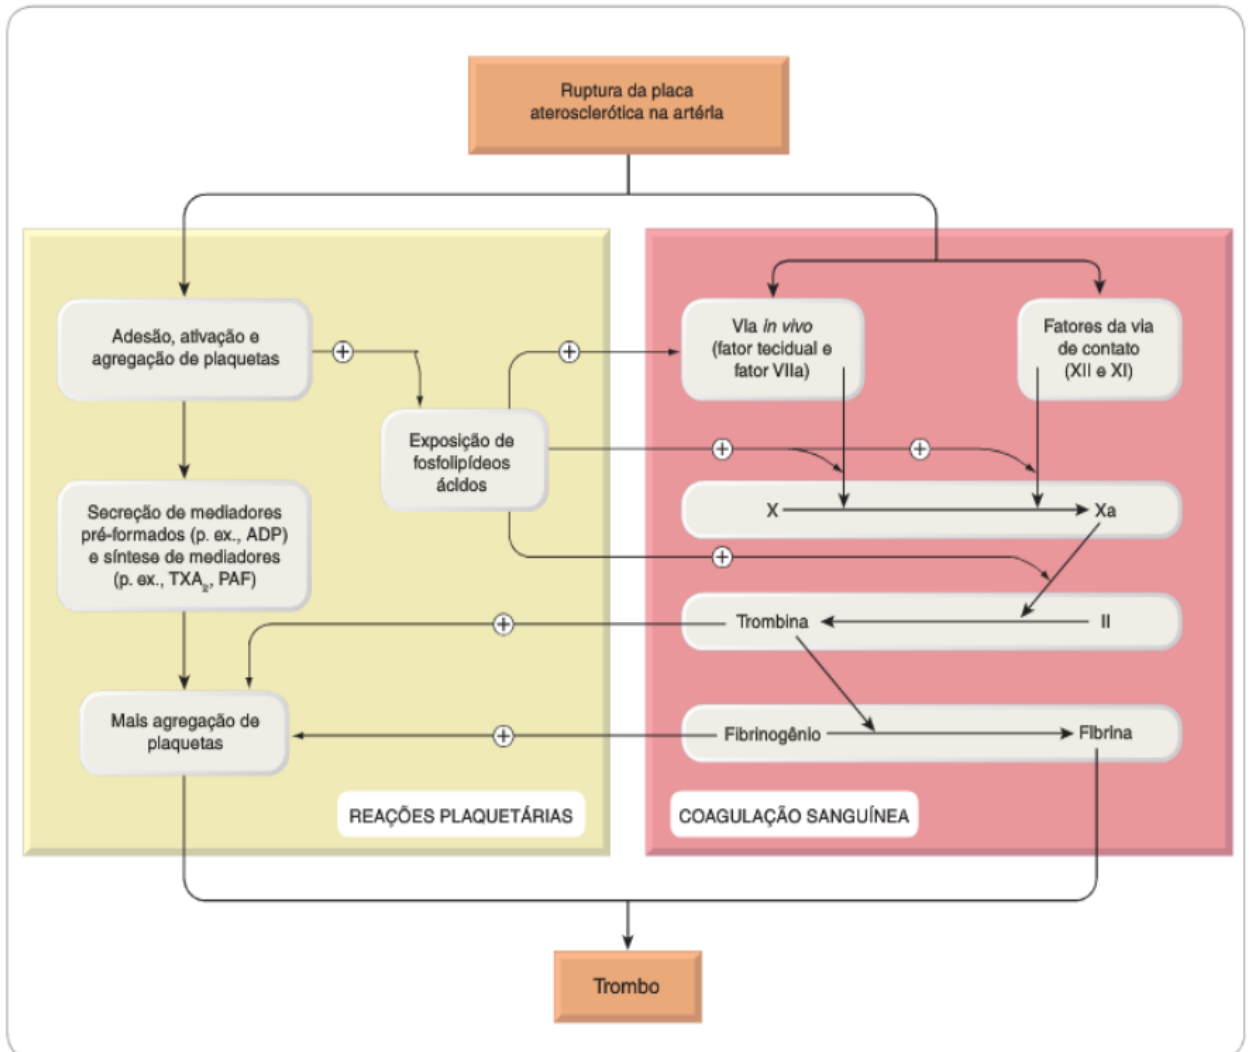 Ruptura da placa
aterosclerótica na artéria
Adesão, ativação e
agregação de plaquetas
Via in vivo
(fator tecidual e
fator VIIa)
Fatores da via
de contato
(XII e XI)
+
+
Exposição de
fosfolipídeos
ácidos
+
+
Secreção de mediadores
pré-formados (p. ex., ADP)
e síntese de mediadores
(p. ex., TXA₂, PAF)
X
Xa
+
+
Trombina
II
Mais agregação de
plaquetas
+
Fibrinogênio
Fibrina
REAÇÕES PLAQUETÁRIAS
COAGULAÇÃO SANGUÍNEA
Trombo